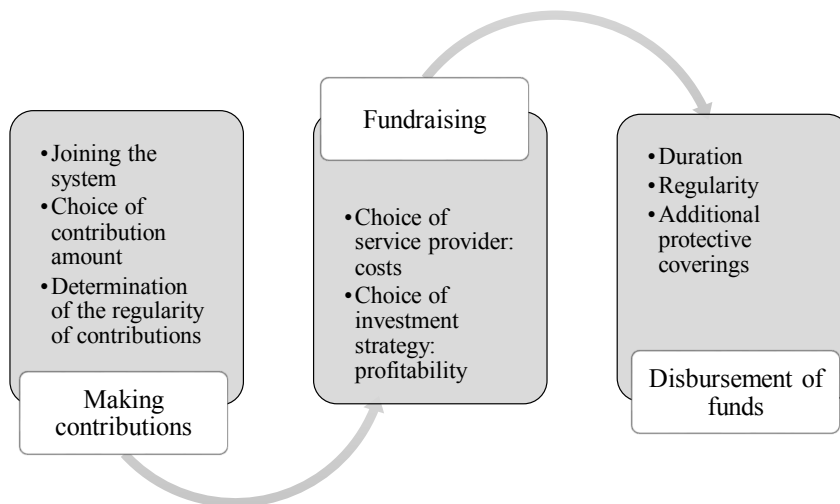 •Joining the
system
•Choice of
contribution
amount
•Determination
of the regularity
of contributions
Making
contributions
Fundraising
•Choice of
service provider:
costs
•Choice of
investment
strategy:
profitability
•Duration
•Regularity
•Additional
protective
coverings
Disbursement of
funds